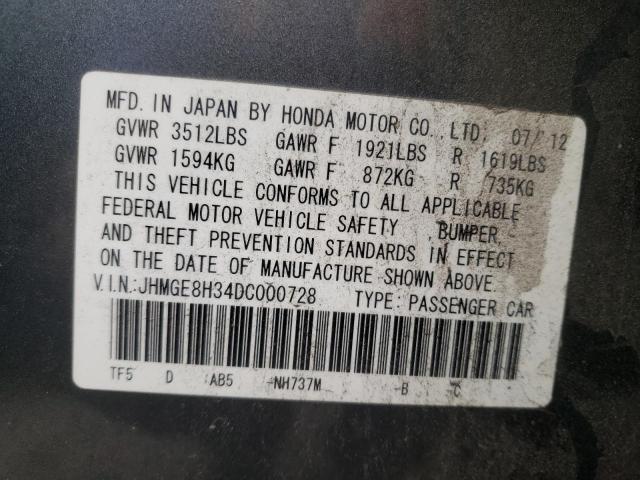 MFD. IN JAPAN BY HONDA MOTOR CO., LTD. 07/'12
GVWR 3512LBS GAWR F 1921LBS R 1619LBS
GVWR 1594KG GAWR F 872KG R 735KG
THIS VEHICLE CONFORMS TO ALL APPLICABLE
FEDERAL MOTOR VEHICLE SAFETY ,BUMPER
AND THEFT PREVENTION STANDARDS IN EFFECT
ON THE DATE OF MANUFACTURE SHOWN ABOVE.
V.I.N.:JHMGE8H34DC000728 TYPE: PASSENGER CAR
TF5 D AB5 NH737M B C